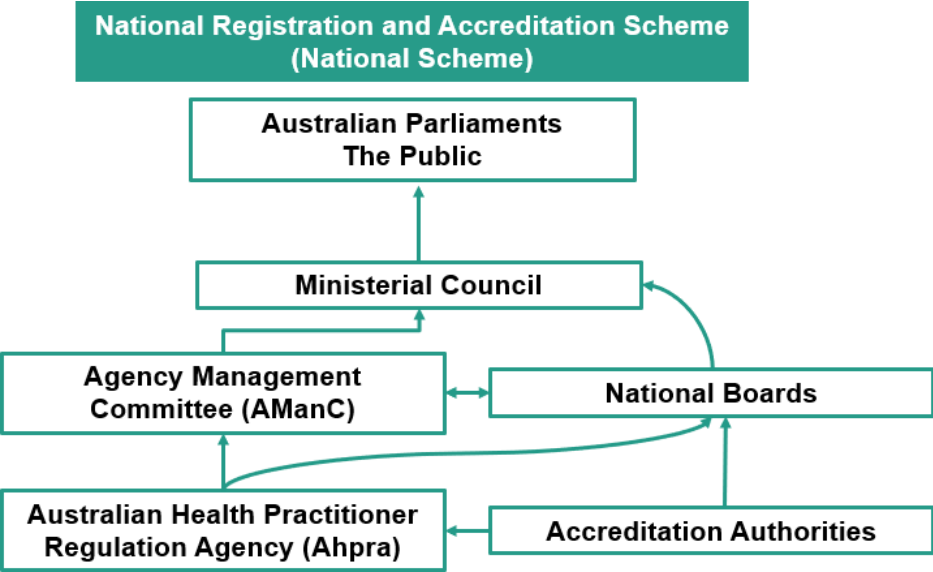 National Registration and Accreditation Scheme
(National Scheme)
Australian Parliaments
The Public
Ministerial Council
Agency Management
Committee (AManC)
National Boards
Australian Health Practitioner
Regulation Agency (Ahpra)
Accreditation Authorities